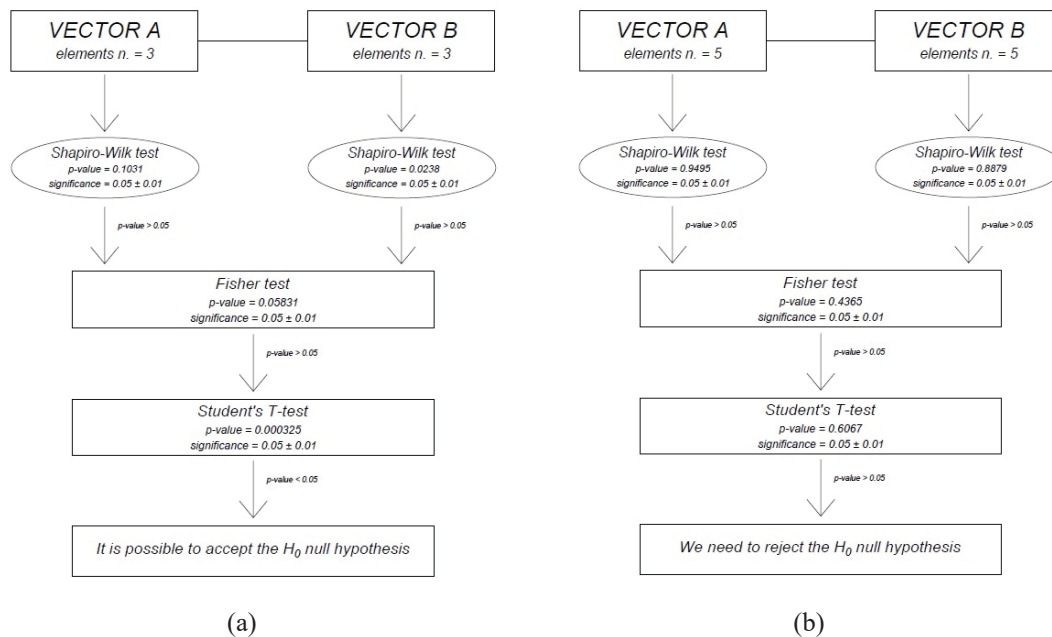 VECTOR A
elements n. = 3
VECTOR B
elements n. = 3
Shapiro-Wilk test
p-value = 0.1031
significance = 0.05 ± 0.01
Shapiro-Wilk test
p-value = 0.0238
significance = 0.05 ± 0.01
p-value > 0.05
p-value > 0.05
Fisher test
p-value = 0.05831
significance = 0.05 ± 0.01
p-value > 0.05
Student's T-test
p-value = 0.000325
significance = 0.05 ± 0.01
p-value < 0.05
It is possible to accept the H0 null hypothesis
(a)
VECTOR A
elements n. = 5
VECTOR B
elements n. = 5
Shapiro-Wilk test
p-value = 0.9495
significance = 0.05 ± 0.01
Shapiro-Wilk test
p-value = 0.8879
significance = 0.05 ± 0.01
p-value > 0.05
p-value > 0.05
Fisher test
p-value = 0.4365
significance = 0.05 ± 0.01
p-value > 0.05
Student's T-test
p-value = 0.6067
significance = 0.05 ± 0.01
p-value > 0.05
We need to reject the H0 null hypothesis
(b)